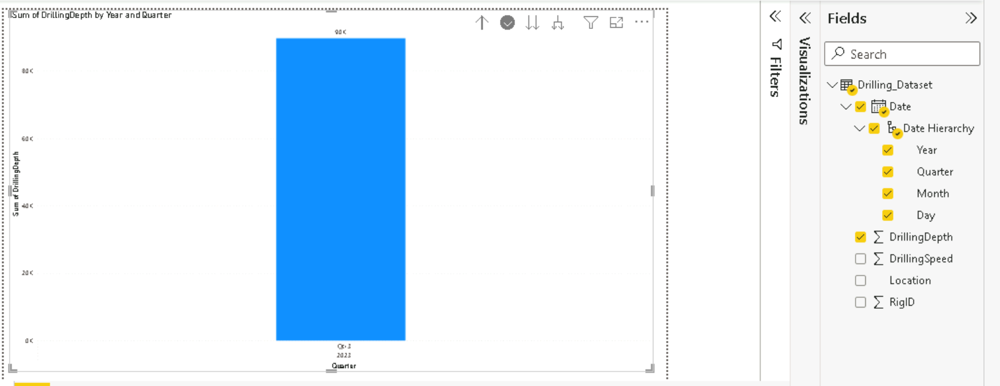 Sum of DrillingDepth by Year and Quarter
90K
80K
60K
40K
20K
0K
Sum of DrillingDepth
Qtr 3
2023
Quarter
Filters
Visualizations
Fields
Search
Drilling_Dataset
Date
Date Hierarchy
Year
Quarter
Month
Day
DrillingDepth
DrillingSpeed
Location
RigID